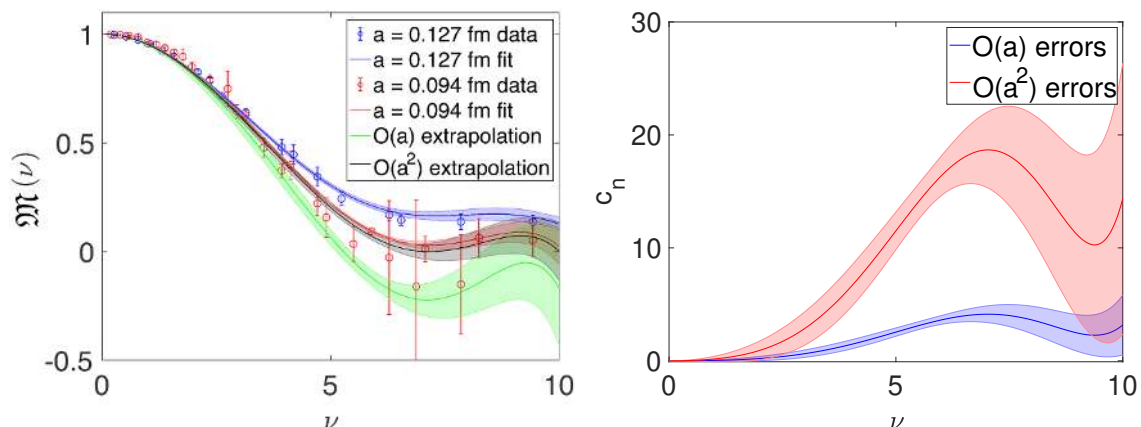 1
0.5
0
-0.5
𝔐(ν)
a = 0.127 fm data
a = 0.127 fm fit
a = 0.094 fm data
a = 0.094 fm fit
O(a) extrapolation
O(a²) extrapolation
0
5
10
ν
30
20
10
0
cₙ
O(a) errors
O(a²) errors
0
5
10
ν